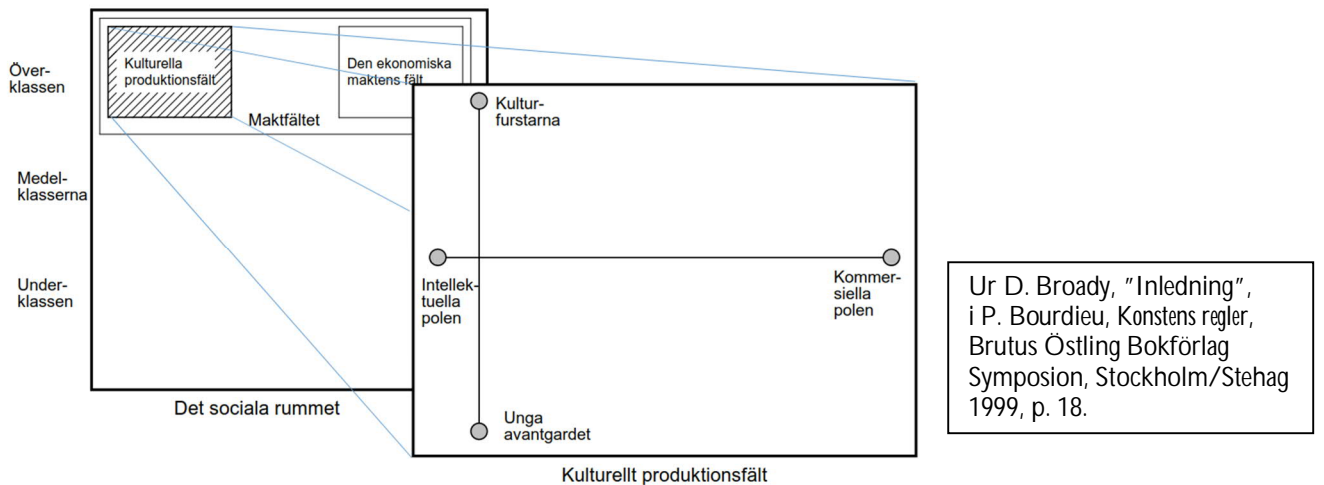 Över-
klassen
Kulturella
produktionsfält
Den ekonomiska
maktens fält
Maktfältet
Medel-
klasserna
Under-
klassen
Det sociala rummet
Kultur-
furstarna
Intellek-
tuella
polen
Kommer-
siella
polen
Unga
avantgardet
Kulturellt produktionsfält
Ur D. Broady, ”Inledning”,
i P. Bourdieu, Konstens regler,
Brutus Östling Bokförlag
Symposion, Stockholm/Stehag
1999, p. 18.